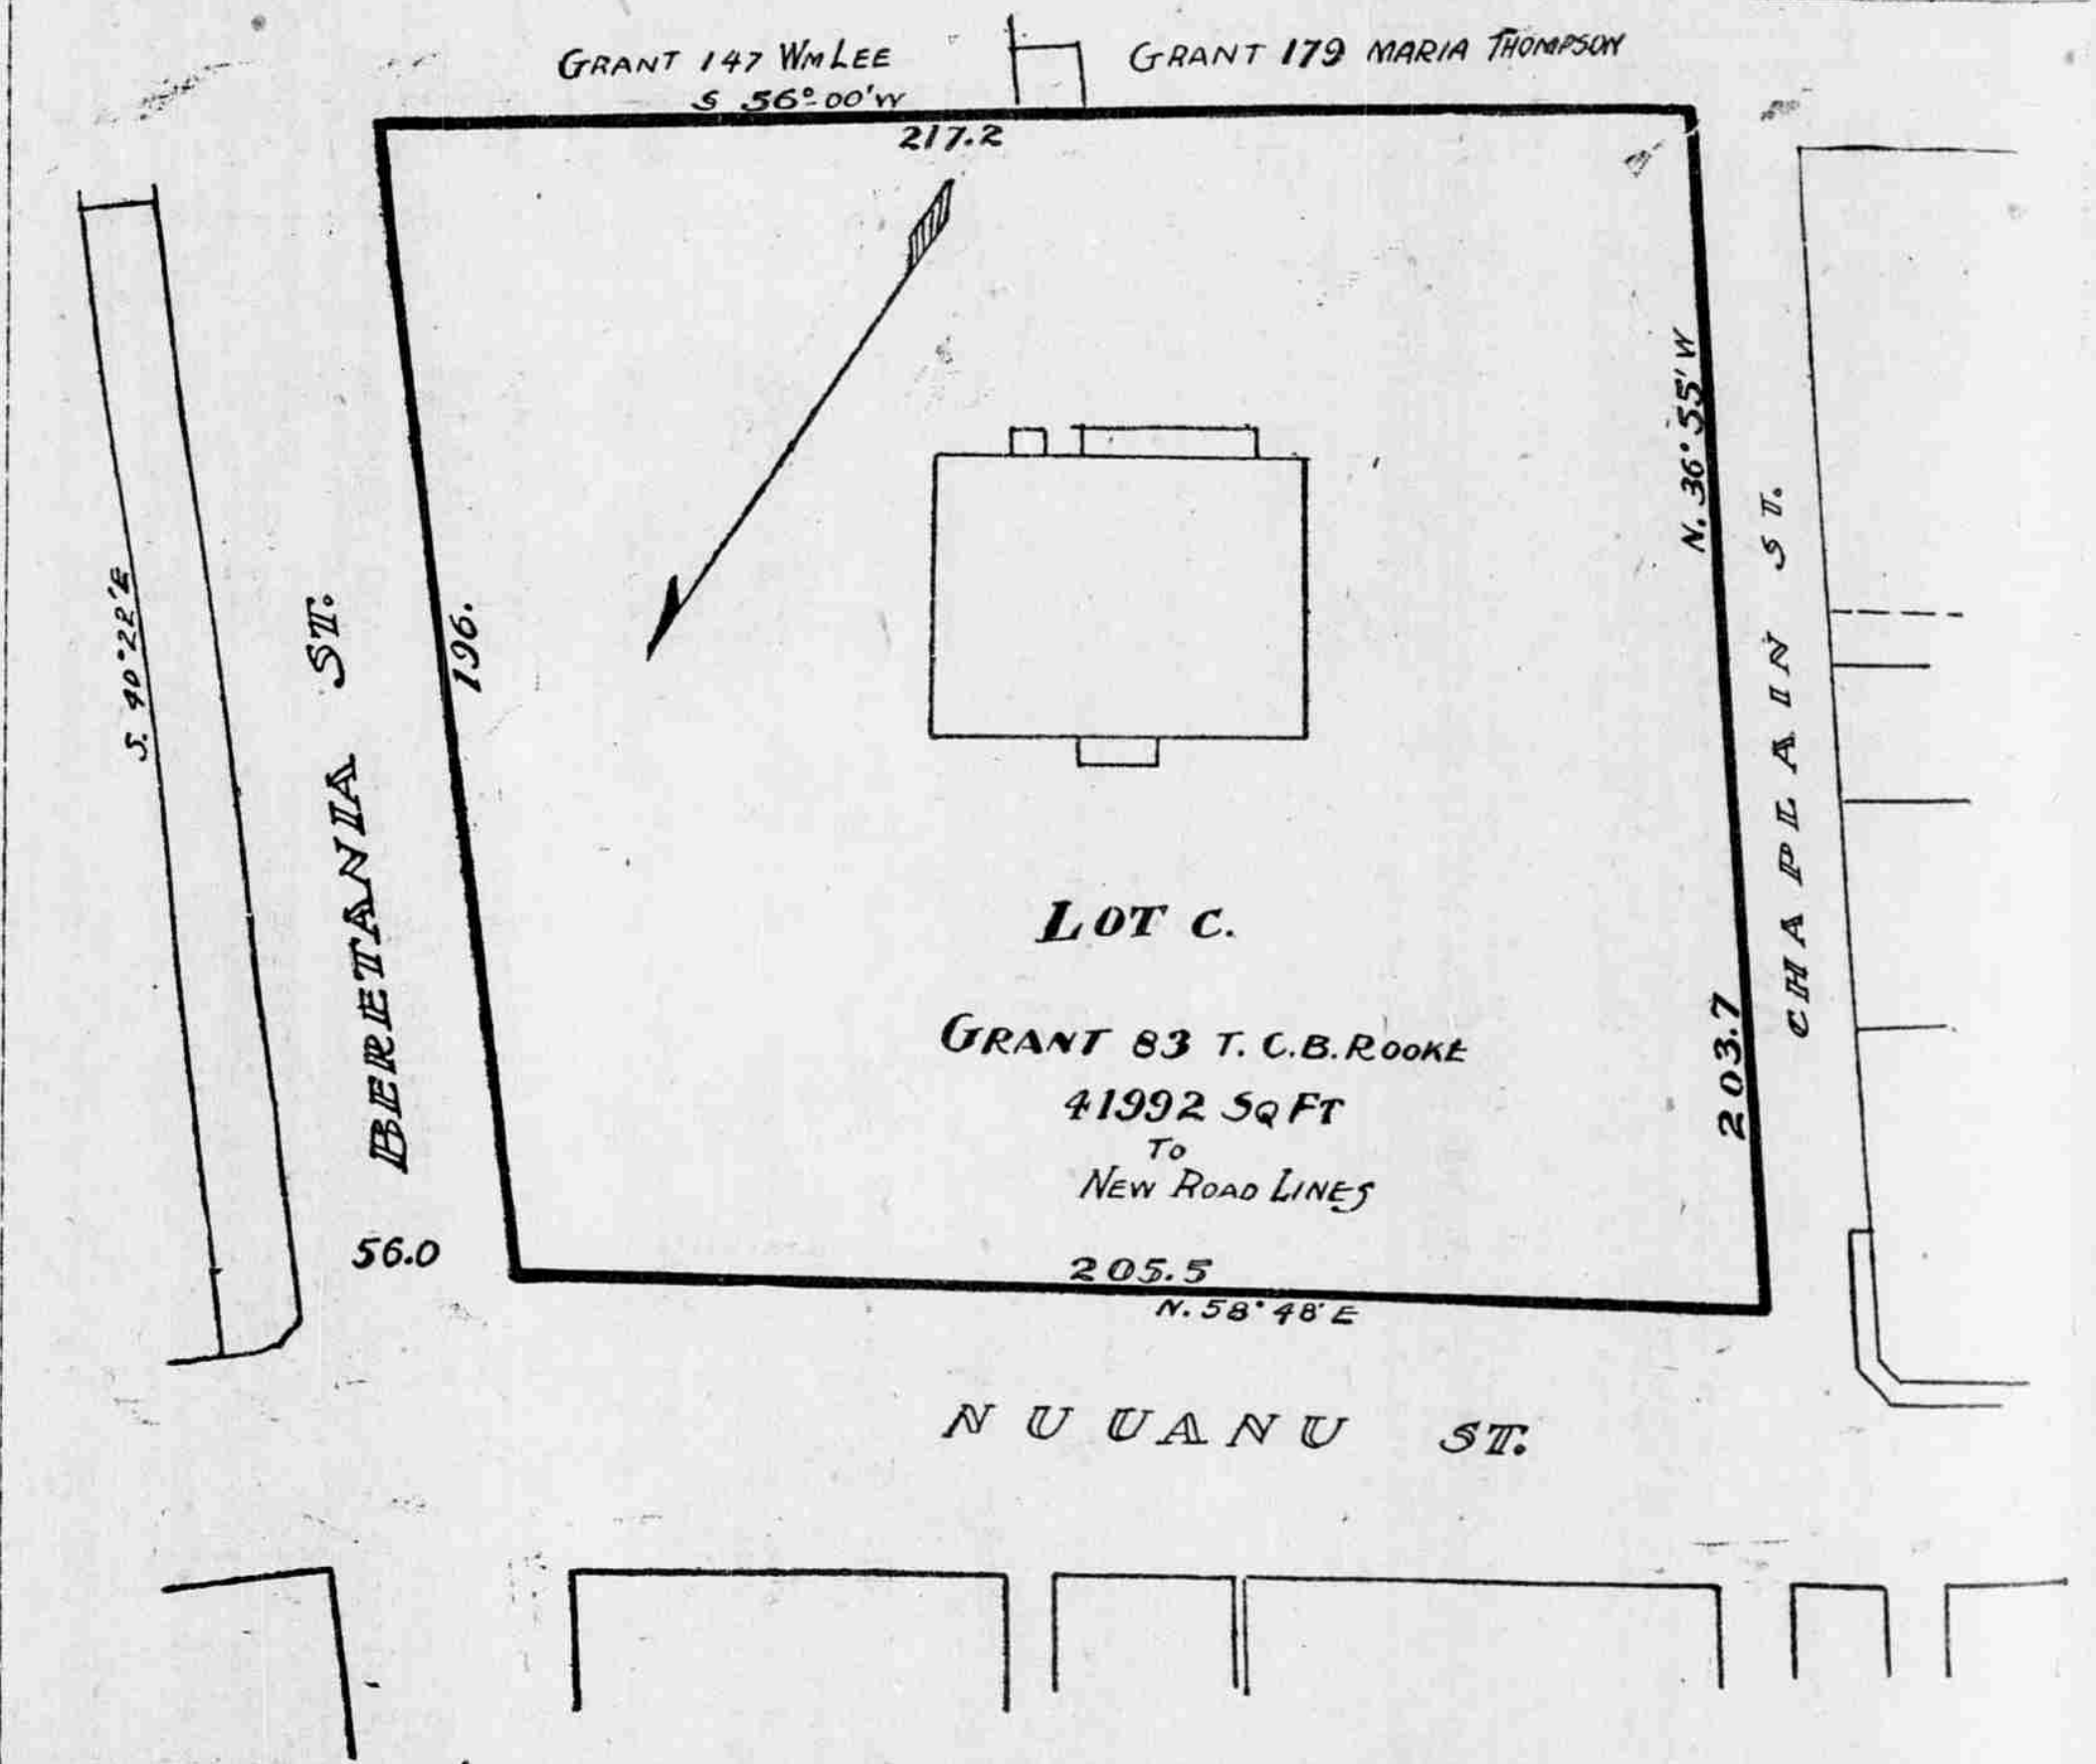 GRANT 147 WM LEE
S 56°00'W
GRANT 179 MARIA THOMPSON
217.2
N. 36°55'W
S. 40°22'E
BERETANIA ST.
196.
CHAPLAIN ST.
LOT C.
GRANT 83 T. C. B. ROOKE
41992 SQ FT
TO
NEW ROAD LINES
203.7
56.0
205.5
N. 58°48'E
NUUANU ST.